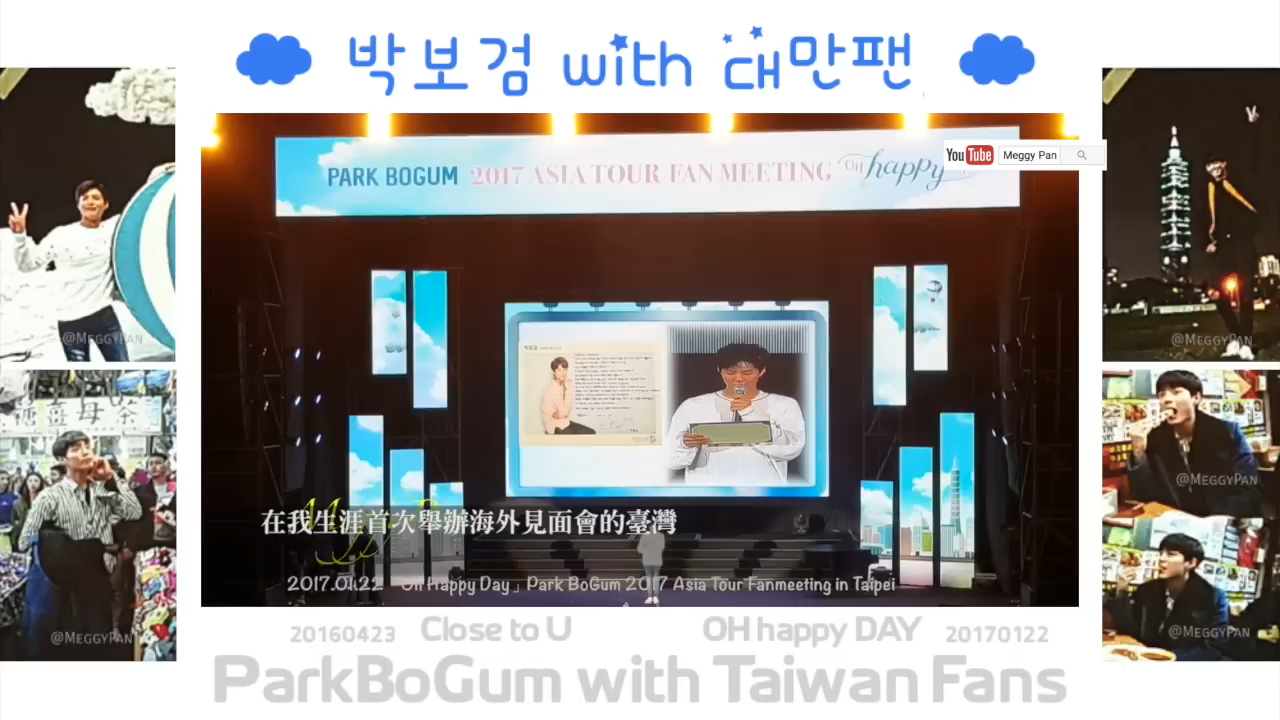 박보검 with 대만팬
PARK BOGUM 2017 ASIA TOUR FAN MEETING Oh happy
YouTube Meggy Pan
@MeggyPan
@MeggyPan
薑母茶
@MeggyPan
@MeggyPan
@MeggyPan
在我生涯首次舉辦海外見面會的臺灣
2017.01.22 「Oh Happy Day」Park BoGum 2017 Asia Tour Fanmeeting in Taipei
20160423 Close to U OH happy DAY 20170122
ParkBoGum with Taiwan Fans